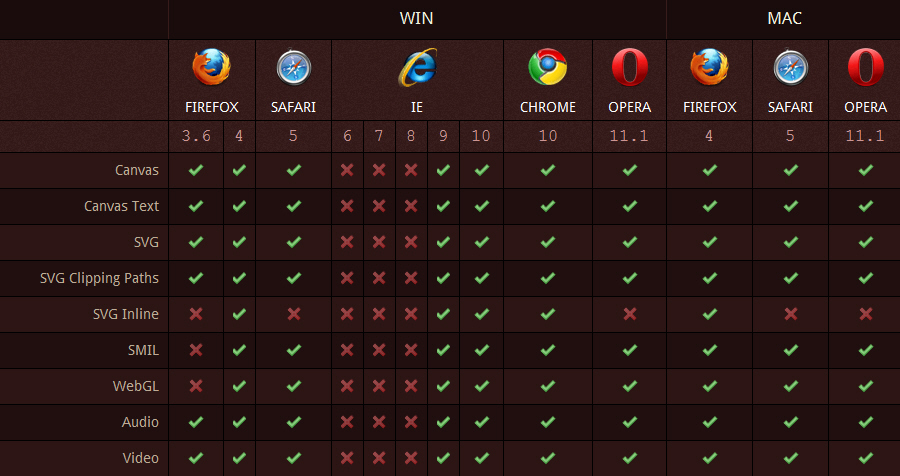 WIN MAC
FIREFOX SAFARI IE CHROME OPERA FIREFOX SAFARI OPERA
3.6 4 5 6 7 8 9 10 10 11.1 4 5 11.1
Canvas
Canvas Text
SVG
SVG Clipping Paths
SVG Inline
SMIL
WebGL
Audio
Video